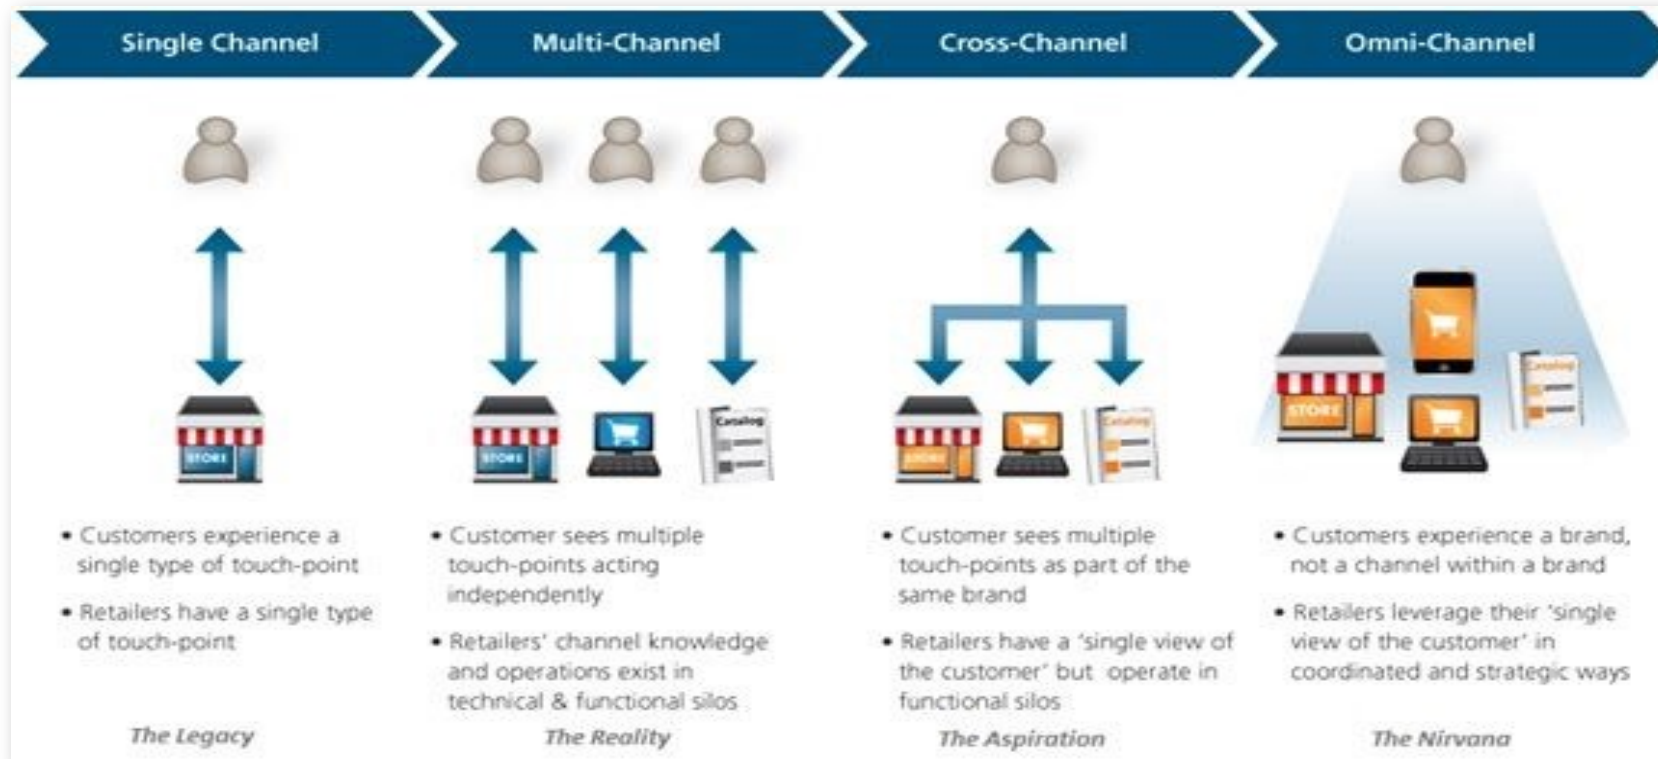 Single Channel
Multi-Channel
Cross-Channel
Omni-Channel
STORE
STORE
Catalog
STORE
Catalog
STORE
Catalog
• Customers experience a
single type of touch-point
• Retailers have a single type
of touch-point
The Legacy
• Customer sees multiple
touch-points acting
independently
• Retailers' channel knowledge
and operations exist in
technical & functional silos
The Reality
• Customer sees multiple
touch-points as part of the
same brand
• Retailers have a 'single view of
the customer' but operate in
functional silos
The Aspiration
• Customers experience a brand,
not a channel within a brand
• Retailers leverage their 'single
view of the customer' in
coordinated and strategic ways
The Nirvana